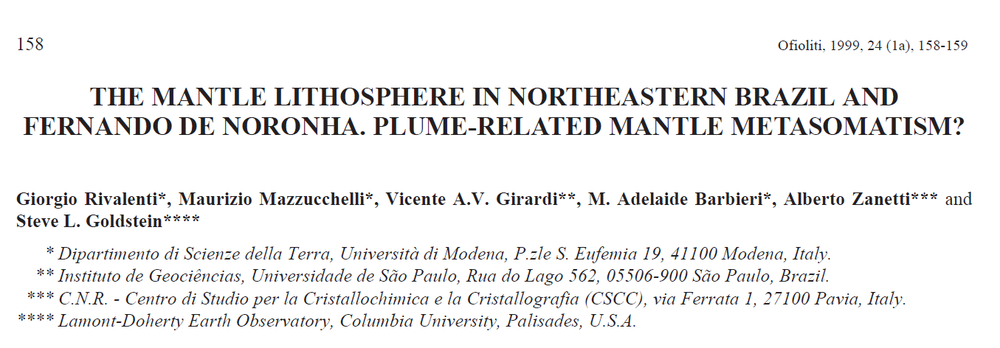 158
Ofioliti, 1999, 24 (1a), 158-159
THE MANTLE LITHOSPHERE IN NORTHEASTERN BRAZIL AND
FERNANDO DE NORONHA. PLUME-RELATED MANTLE METASOMATISM?
Giorgio Rivalenti*, Maurizio Mazzucchelli*, Vicente A.V. Girardi**, M. Adelaide Barbieri*, Alberto Zanetti*** and
Steve L. Goldstein****
* Dipartimento di Scienze della Terra, Università di Modena, P.zle S. Eufemia 19, 41100 Modena, Italy.
** Instituto de Geociências, Universidade de São Paulo, Rua do Lago 562, 05506-900 São Paulo, Brazil.
*** C.N.R. - Centro di Studio per la Cristallochimica e la Cristallografia (CSCC), via Ferrata 1, 27100 Pavia, Italy.
**** Lamont-Doherty Earth Observatory, Columbia University, Palisades, U.S.A.